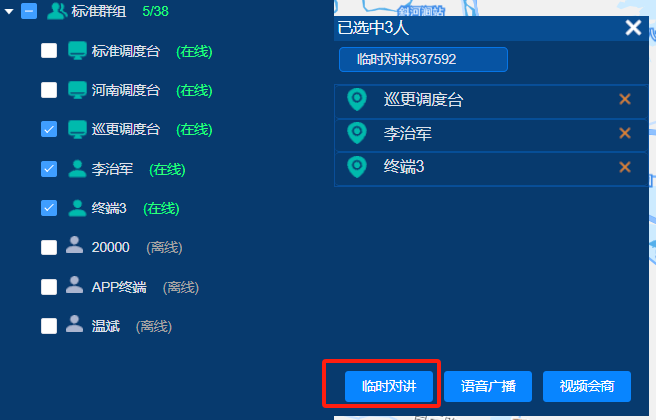 标准群组 5/38
标准调度台 (在线)
河南调度台 (在线)
巡更调度台 (在线)
李治军 (在线)
终端3 (在线)
20000 (离线)
APP终端 (离线)
温斌 (离线)
斜河涧站
已选中3人
临时对讲537592
巡更调度台
李治军
终端3
临时对讲 语音广播 视频会商